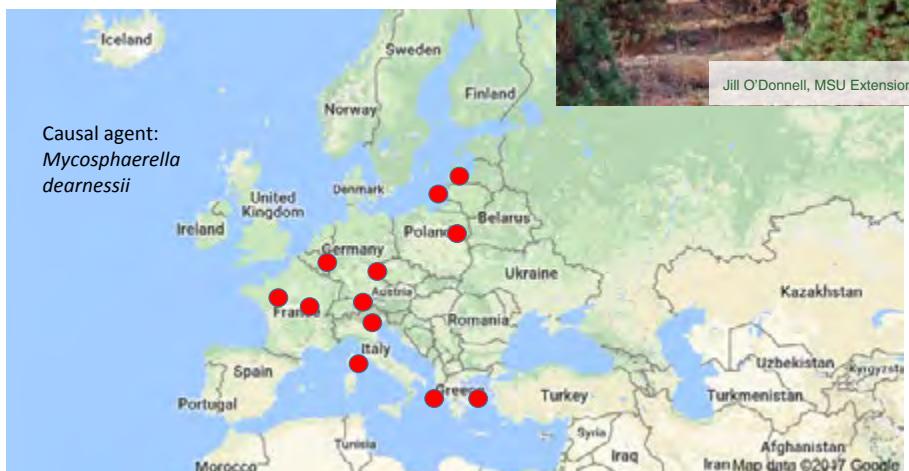 Iceland
Sweden
Finland
Jill O'Donnell, MSU Extension
Norway
Causal agent:
Mycosphaerella
dearnessii
United
Kingdom
Denmark
Ireland
Belarus
Poland
Germany
Ukraine
Kazakhstan
Austria
France
Romania
Italy
Uzbekistan
Kyrgyzst
Spain
Greece
Turkey
Turkmenistan
Portugal
Syria
Tunisia
Afghanistan
Iraq
Morocco
Iran Map data ©2017 Google